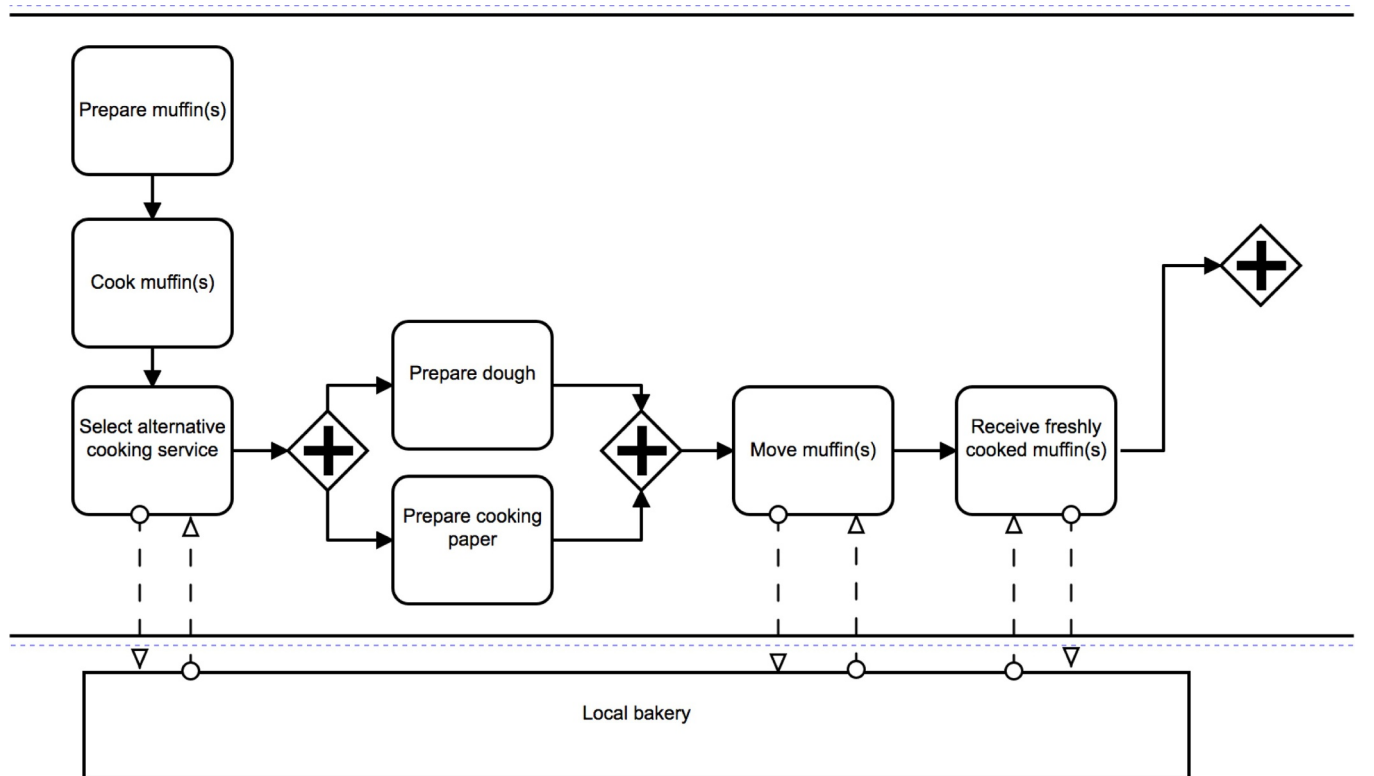 Prepare muffin(s)
Cook muffin(s)
Select alternative
cooking service
Prepare dough
Prepare cooking
paper
Move muffin(s)
Receive freshly
cooked muffin(s)
Local bakery